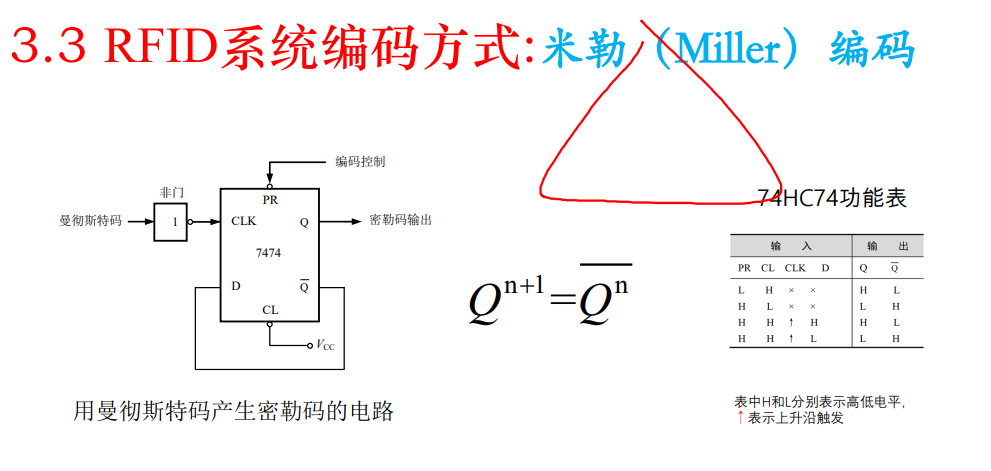 3.3 RFID系统编码方式:米勒（Miller）编码
编码控制
非门
曼彻斯特码
1
PR
CLK
Q
密勒码输出
7474
D
Q̅
CL
VCC
用曼彻斯特码产生密勒码的电路
Qⁿ⁺¹=Q̅ⁿ
74HC74功能表
输 入 输 出
PR CL CLK D Q Q̅
L H × × H L
H L × × L H
H H ↑ H H L
H H ↑ L L H
表中H和L分别表示高低电平,
↑表示上升沿触发